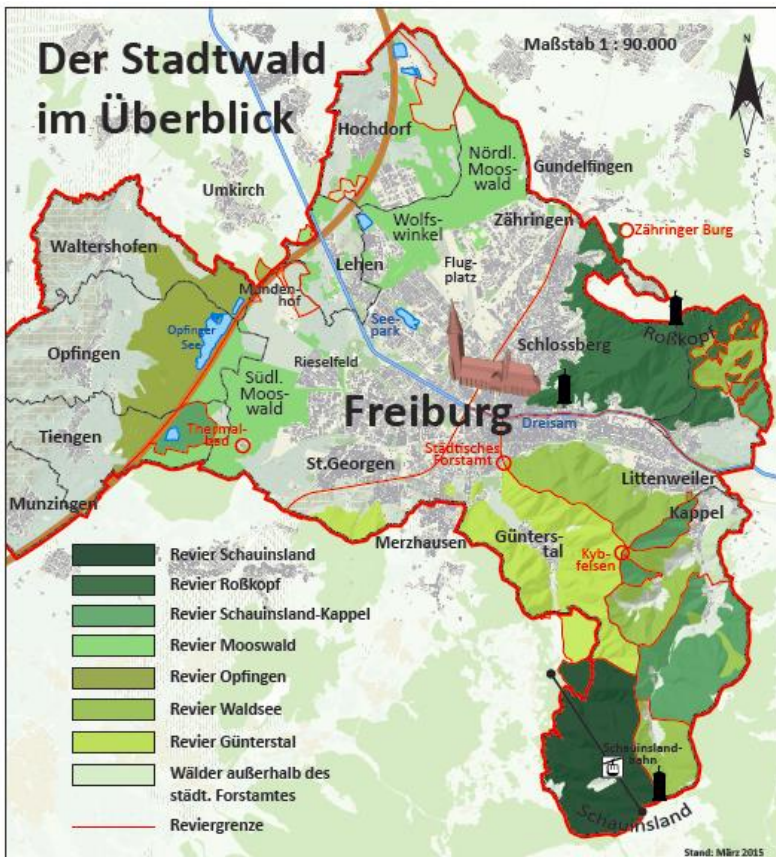 Der Stadtwald
im Überblick
Maßstab 1 : 90.000
N
S
Hochdorf
Nördl.
Moos-
wald
Gundelfingen
Umkirch
Wolfs-
winkel
Zähringen
Zähringer Burg
Waltershofen
Lehen
Flug-
platz
Mundenhof
Opfinger
See
See-
park
Roßkopf
Opfingen
Rieselfeld
Schlossberg
Südl.
Moos-
wald
Freiburg
Dreisam
Tiengen
Thermal-
bad
Städtisches
Forstamt
St.Georgen
Littenweiler
Munzingen
Kappel
Merzhausen
Günters-
tal
Kyb-
felsen
Revier Schauinsland
Revier Roßkopf
Revier Schauinsland-Kappel
Revier Mooswald
Revier Opfingen
Revier Waldsee
Revier Günterstal
Wälder außerhalb des
städt. Forstamtes
Reviergrenze
Schauinsland-
bahn
Schauinsland
Stand: März 2015